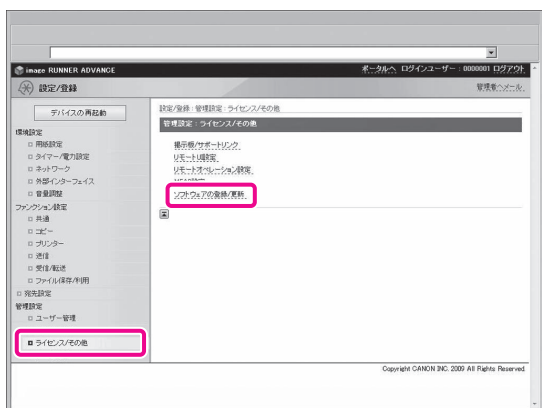 image RUNNER ADVANCE
ポータルへ ログインユーザー : 0000001 ログアウト
設定/登録
管理者へメール
デバイスの再起動
設定/登録 : 管理設定 : ライセンス/その他
管理設定 : ライセンス/その他
環境設定
用紙設定
タイマー/電力設定
ネットワーク
外部インターフェイス
音量調整
ファンクション設定
共通
コピー
プリンター
送信
受信/転送
ファイル保存/利用
宛先設定
管理設定
ユーザー管理
ライセンス/その他
掲示板/サポートリンク
リモートUI設定
リモートオペレーション設定
ソフトウェアの登録/更新
Copyright CANON INC. 2009 All Rights Reserved